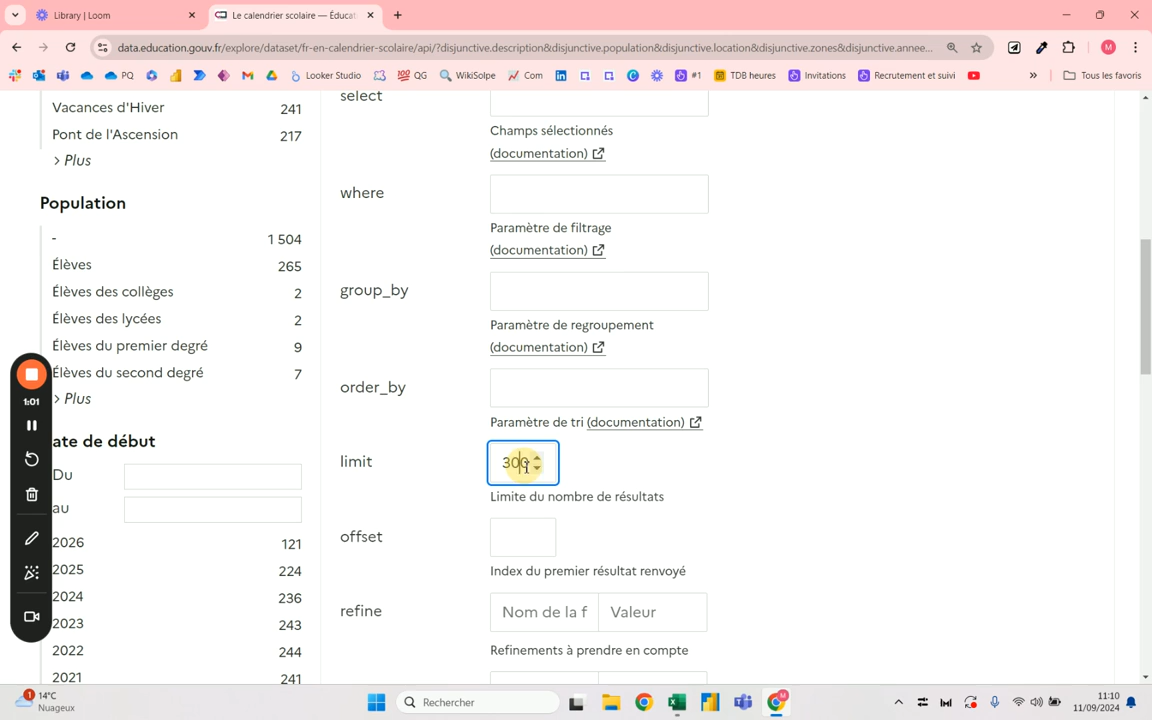 Library | Loom
Le calendrier scolaire — Éducat
data.education.gouv.fr/explore/dataset/fr-en-calendrier-scolaire/api/?disjunctive.description&disjunctive.population&disjunctive.location&disjunctive.zones&disjunctive.annee...
M
PQ
Looker Studio
100 QG
WikiSolpe
Com
#1
TDB heures
Invitations
Recrutement et suivi
»
Tous les favoris
Vacances d'Hiver 241
Pont de l'Ascension 217
> Plus
Population
- 1 504
Élèves 265
Élèves des collèges 2
Élèves des lycées 2
Élèves du premier degré 9
Élèves du second degré 7
> Plus
ate de début
Du
au
2026 121
2025 224
2024 236
2023 243
2022 244
2021 241
1:01
select
Champs sélectionnés
(documentation)
where
Paramètre de filtrage
(documentation)
group_by
Paramètre de regroupement
(documentation)
order_by
Paramètre de tri (documentation)
limit 300
Limite du nombre de résultats
offset
Index du premier résultat renvoyé
refine Nom de la f Valeur
Refinements à prendre en compte
1
14°C
Nuageux
Rechercher
11:10
11/09/2024